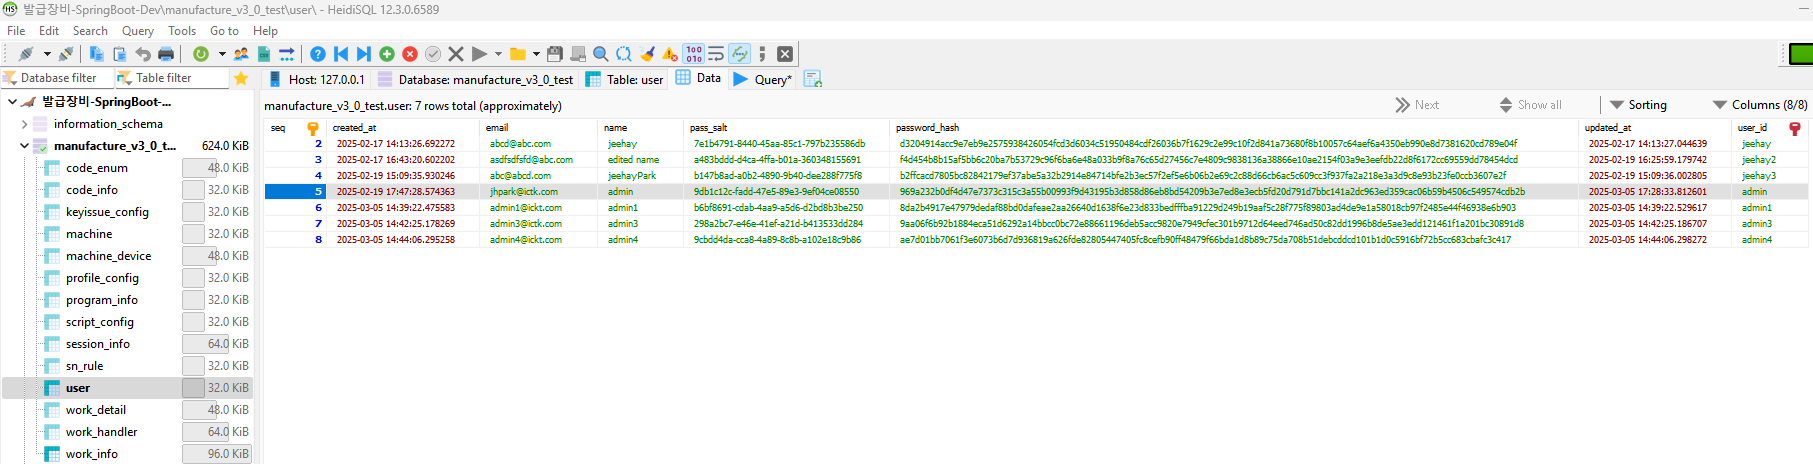 발급장비-SpringBoot-Dev\manufacture_v3_0_test\user\ - HeidiSQL 12.3.0.6589
File Edit Search Query Tools Go to Help
Database filter Table filter Host: 127.0.0.1 Database: manufacture_v3_0_test Table: user Data Query*
발급장비-SpringBoot-...
information_schema
manufacture_v3_0_t... 624.0 KiB
code_enum 48.0 KiB
code_info 32.0 KiB
keyissue_config 32.0 KiB
machine 32.0 KiB
machine_device 48.0 KiB
profile_config 32.0 KiB
program_info 32.0 KiB
script_config 32.0 KiB
session_info 64.0 KiB
sn_rule 32.0 KiB
user 32.0 KiB
work_detail 48.0 KiB
work_handler 64.0 KiB
work_info 96.0 KiB
manufacture_v3_0_test.user: 7 rows total (approximately) Next Show all Sorting Columns (8/8)
seq created_at email name pass_salt password_hash updated_at user_id
2 2025-02-17 14:13:26.692272 abcd@abc.com jeehay 7e1b4791-8440-45aa-85c1-797b235586db 2025-02-17 14:13:27.044639 jeehay
3 2025-02-17 16:43:20.602202 asdfsdfsfd@abc.com edited name a483bddd-d4ca-4ffa-b01a-360348155691 2025-02-19 16:25:59.179742 jeehay2
4 2025-02-19 15:09:35.930246 abc@abcd.com jeehayPark b147b8ad-a0b2-4890-9b40-dee288f775f8 2025-02-19 15:09:36.002805 jeehay3
5 2025-02-19 17:47:28.574363 jhpark@ictk.com admin 9db1c12c-fadd-47e5-89e3-9ef04ce08550 2025-03-05 17:28:33.812601 admin
6 2025-03-05 14:39:22.475583 admin1@ickt.com admin1 b6bf8691-cdab-4aa9-a5d6-d2bd8b3be250 2025-03-05 14:39:22.529617 admin1
7 2025-03-05 14:42:25.178269 admin3@ickt.com admin3 298a2bc7-e46e-41ef-a21d-b413533dd284 2025-03-05 14:42:25.186707 admin3
8 2025-03-05 14:44:06.295258 admin4@ickt.com admin4 9cbdd4da-cca8-4a89-8c8b-a102e18c9b86 2025-03-05 14:44:06.298272 admin4